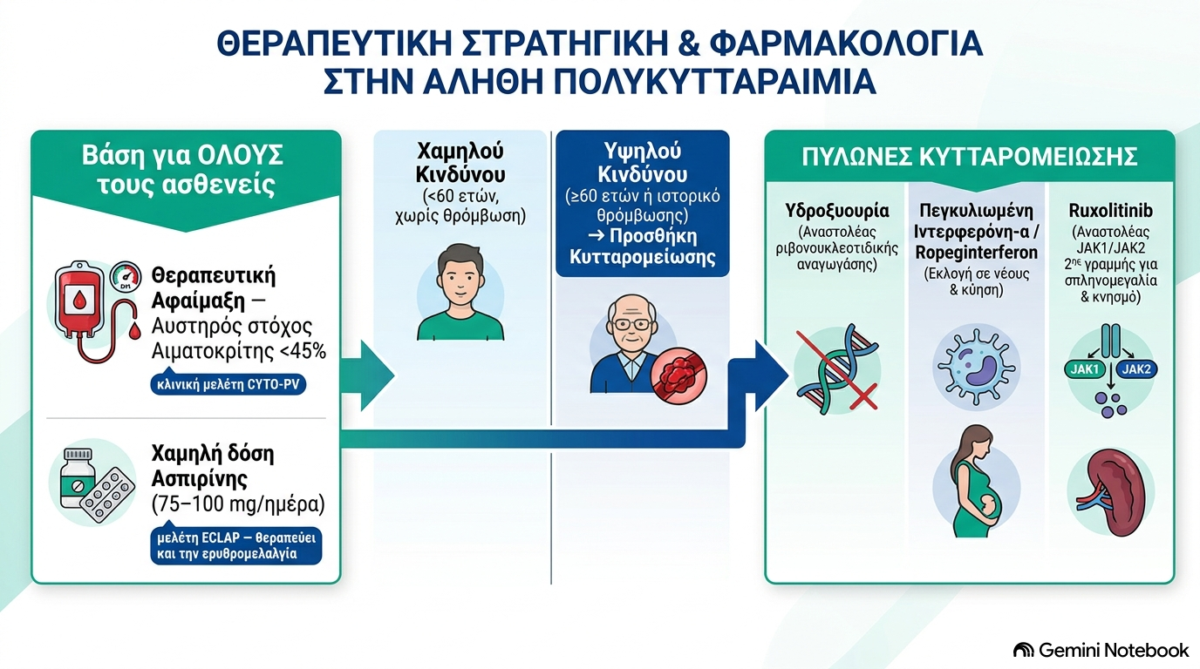 ΘΕΡΑΠΕΥΤΙΚΗ ΣΤΡΑΤΗΓΙΚΗ & ΦΑΡΜΑΚΟΛΟΓΙΑ
ΣΤΗΝ ΑΛΗΘΗ ΠΟΛΥΚΥΤΤΑΡΑΙΜΙΑ
Βάση για ΟΛΟΥΣ
τους ασθενείς
Θεραπευτική
Αφαίμαξη —
Αυστηρός στόχος
Αιματοκρίτης <45%
κλινική μελέτη CYTO-PV
Χαμηλή δόση
Ασπιρίνης
(75–100 mg/ημέρα)
μελέτη ECLAP — θεραπεύει
και την ερυθρομελαλγία
Χαμηλού
Κινδύνου
(<60 ετών,
χωρίς θρόμβωση)
Υψηλού
Κινδύνου
(≥60 ετών ή ιστορικό
θρόμβωσης)
→ Προσθήκη
Κυτταρομείωσης
ΠΥΛΩΝΕΣ ΚΥΤΤΑΡΟΜΕΙΩΣΗΣ
Υδροξυουρία
(Αναστολέας
ριβονουκλεοτιδικής
αναγωγάσης)
Πεγκυλιωμένη
Ιντερφερόνη-α /
Ropeginterferon
(Εκλογή σε νέους
& κύηση)
Ruxolitinib
(Αναστολέας
JAK1/JAK2
2ης γραμμής για
σπληνομεγαλία
& κνησμό)
JAK1
JAK2
Gemini Notebook